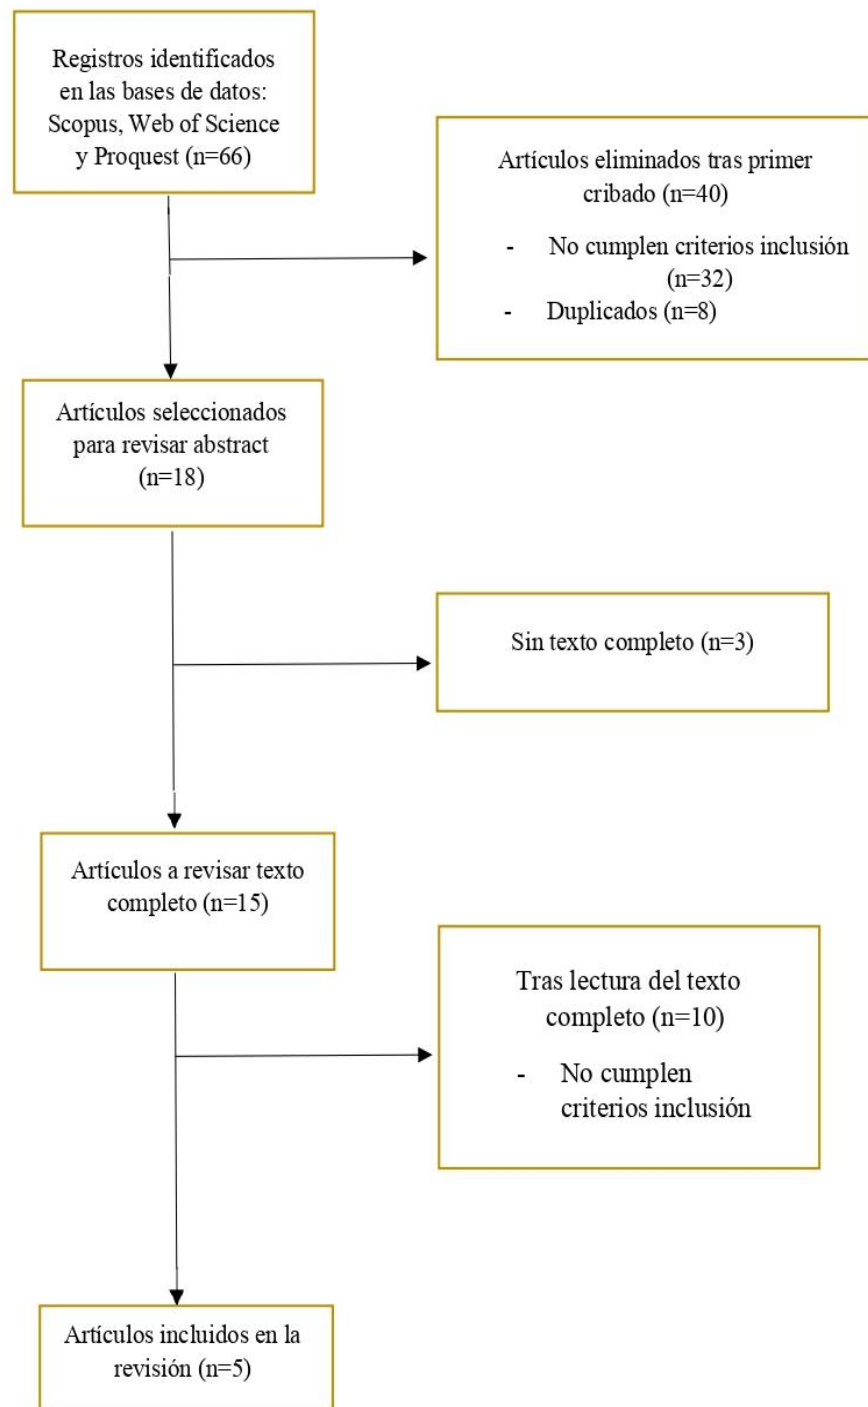 Registros identificados
en las bases de datos:
Scopus, Web of Science
y Proquest (n=66)
Artículos eliminados tras primer
cribado (n=40)
- No cumplen criterios inclusión
(n=32)
- Duplicados (n=8)
Artículos seleccionados
para revisar abstract
(n=18)
Sin texto completo (n=3)
Artículos a revisar texto
completo (n=15)
Tras lectura del texto
completo (n=10)
- No cumplen
criterios inclusión
Artículos incluidos en la
revisión (n=5)